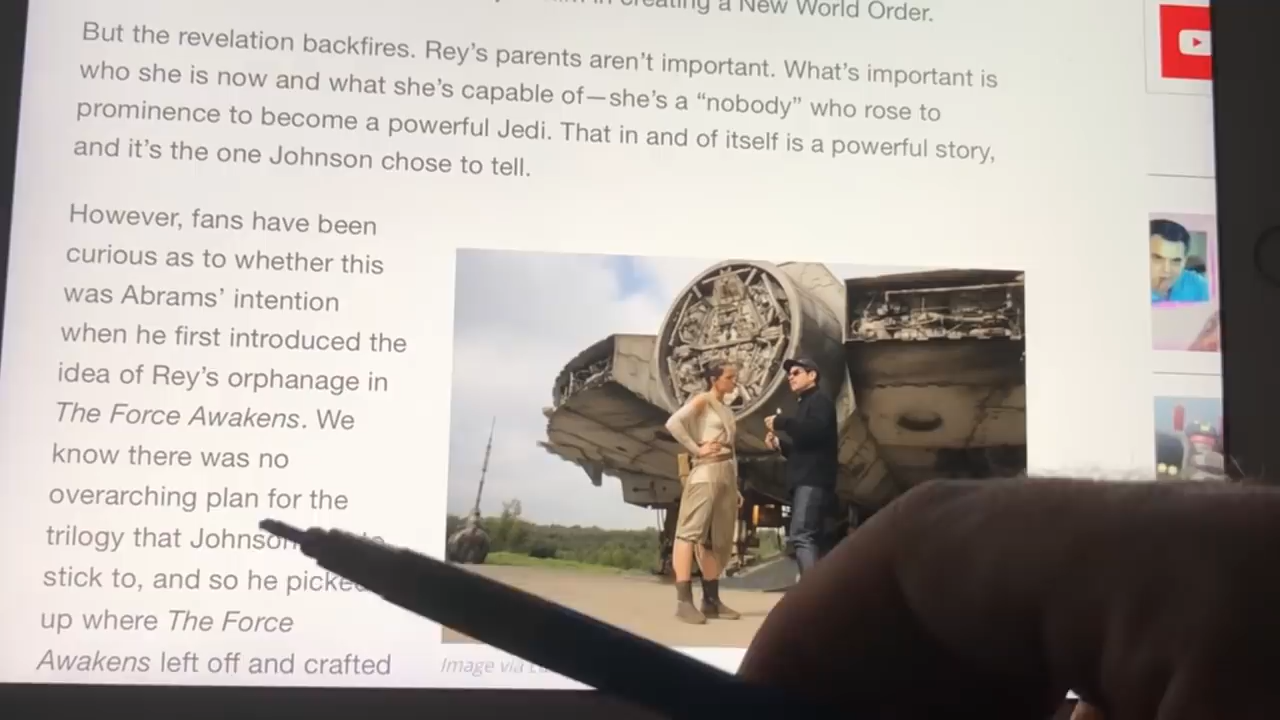 creating a New World Order.
But the revelation backfires. Rey's parents aren't important. What's important is
who she is now and what she's capable of—she's a “nobody” who rose to
prominence to become a powerful Jedi. That in and of itself is a powerful story,
and it's the one Johnson chose to tell.
However, fans have been
curious as to whether this
was Abrams' intention
when he first introduced the
idea of Rey's orphanage in
The Force Awakens. We
know there was no
overarching plan for the
trilogy that Johnson
stick to, and so he picked
up where The Force
Awakens left off and crafted
Image via